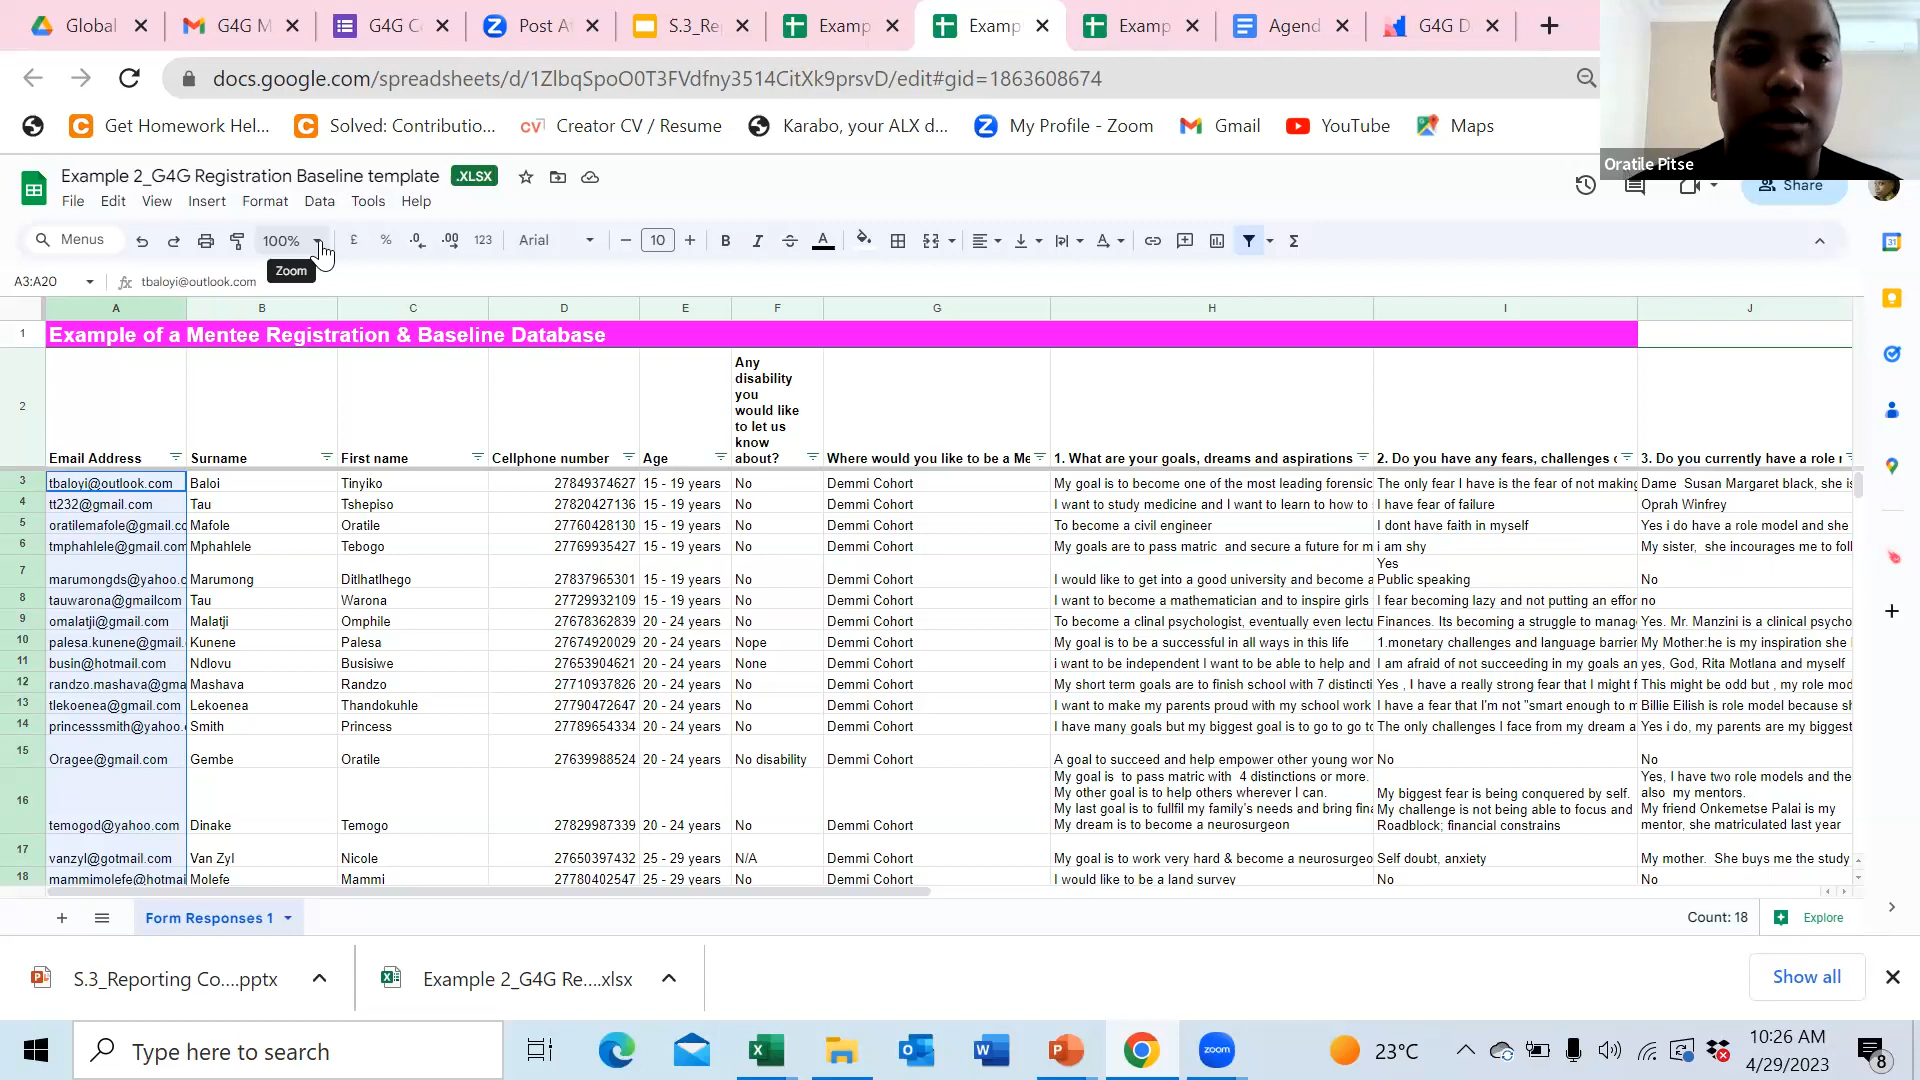 Global
G4G M
G4G C
Post A
S.3_Re
Examp
Examp
Examp
Agend
G4G D
docs.google.com/spreadsheets/d/1ZlbqSpoO0T3FVdfny3514CitXk9prsvD/edit#gid=1863608674
Get Homework Hel...
Solved: Contributio...
Creator CV / Resume
Karabo, your ALX d...
My Profile - Zoom
Gmail
YouTube
Maps
Oratile Pitse
Example 2_G4G Registration Baseline template .XLSX
File Edit View Insert Format Data Tools Help
Share
Menus 100% £ % .0 .00 123 Arial 10 B I
Zoom
A3:A20 fx tbaloyi@outlook.com
A B C D E F G H I J
1 Example of a Mentee Registration & Baseline Database
2
Any
disability
you
would like
to let us
know
about?
Email Address Surname First name Cellphone number Age Where would you like to be a Me 1. What are your goals, dreams and aspirations 2. Do you have any fears, challenges 3. Do you currently have a role
3 tbaloyi@outlook.com Baloi Tinyiko 27849374627 15 - 19 years No Demmi Cohort My goal is to become one of the most leading forensic The only fear I have is the fear of not making Dame Susan Margaret black, she is
4 tt232@gmail.com Tau Tshepiso 27820427136 15 - 19 years No Demmi Cohort I want to study medicine and I want to learn to how to I have fear of failure Oprah Winfrey
5 oratilemafole@gmail.co Mafole Oratile 27760428130 15 - 19 years No Demmi Cohort To become a civil engineer I dont have faith in myself Yes i do have a role model and she
6 tmphahlele@gmail.com Mphahlele Tebogo 27769935427 15 - 19 years No Demmi Cohort My goals are to pass matric and secure a future for m i am shy My sister, she incourages me to foll
7 marumongds@yahoo.c Marumong Ditlhatlhego 27837965301 15 - 19 years No Demmi Cohort I would like to get into a good university and become a Yes
Public speaking No
8 tauwarona@gmailcom Tau Warona 27729932109 15 - 19 years No Demmi Cohort I want to become a mathematician and to inspire girls I fear becoming lazy and not putting an effor no
9 omalatji@gmail.com Malatji Omphile 27678362839 20 - 24 years No Demmi Cohort To become a clinal psychologist, eventually even lectu Finances. Its becoming a struggle to manag Yes. Mr. Manzini is a clinical psycho
10 palesa.kunene@gmail. Kunene Palesa 27674920029 20 - 24 years Nope Demmi Cohort My goal is to be a successful in all ways in this life 1.monetary challenges and language barrier My Mother:he is my inspiration she
11 busin@hotmail.com Ndlovu Busisiwe 27653904621 20 - 24 years None Demmi Cohort i want to be independent I want to be able to help and I am afraid of not succeeding in my goals an yes, God, Rita Motlana and myself
12 randzo.mashava@gma Mashava Randzo 27710937826 20 - 24 years No Demmi Cohort My short term goals are to finish school with 7 distincti Yes , I have a really strong fear that I might f This might be odd but , my role mod
13 tlekoenea@gmail.com Lekoenea Thandokuhle 27790472647 20 - 24 years No Demmi Cohort I want to make my parents proud with my school work I have a fear that I'm not "smart enough to m Billie Eilish is role model because sh
14 princesssmith@yahoo. Smith Princess 27789654334 20 - 24 years No Demmi Cohort I have many goals but my biggest goal is to go to go to The only challenges I face from my dream a Yes i do, my parents are my biggest
15 Oragee@gmail.com Gembe Oratile 27639988524 20 - 24 years No disability Demmi Cohort A goal to succeed and help empower other young wor No No
16 temogod@yahoo.com Dinake Temogo 27829987339 20 - 24 years No Demmi Cohort
My goal is to pass matric with 4 distinctions or more.
My other goal is to help others wherever I can.
My last goal is to fullfil my family's needs and bring fina
My dream is to become a neurosurgeon
My biggest fear is being conquered by self.
My challenge is not being able to focus and
Roadblock; financial constrains
Yes, I have two role models and the
also my mentors.
My friend Onkemetse Palai is my
mentor, she matriculated last year
17 vanzyl@gotmail.com Van Zyl Nicole 27650397432 25 - 29 years N/A Demmi Cohort My goal is to work very hard & become a neurosurgeo Self doubt, anxiety My mother. She buys me the study
18 mammimolefe@hotmai Molefe Mammi 27780402547 25 - 29 years No Demmi Cohort I would like to be a land survey No No
Form Responses 1
Count: 18
Explore
S.3_Reporting Co....pptx
Example 2_G4G Re....xlsx
Show all
Type here to search
zoom
23°C
10:26 AM
4/29/2023
8